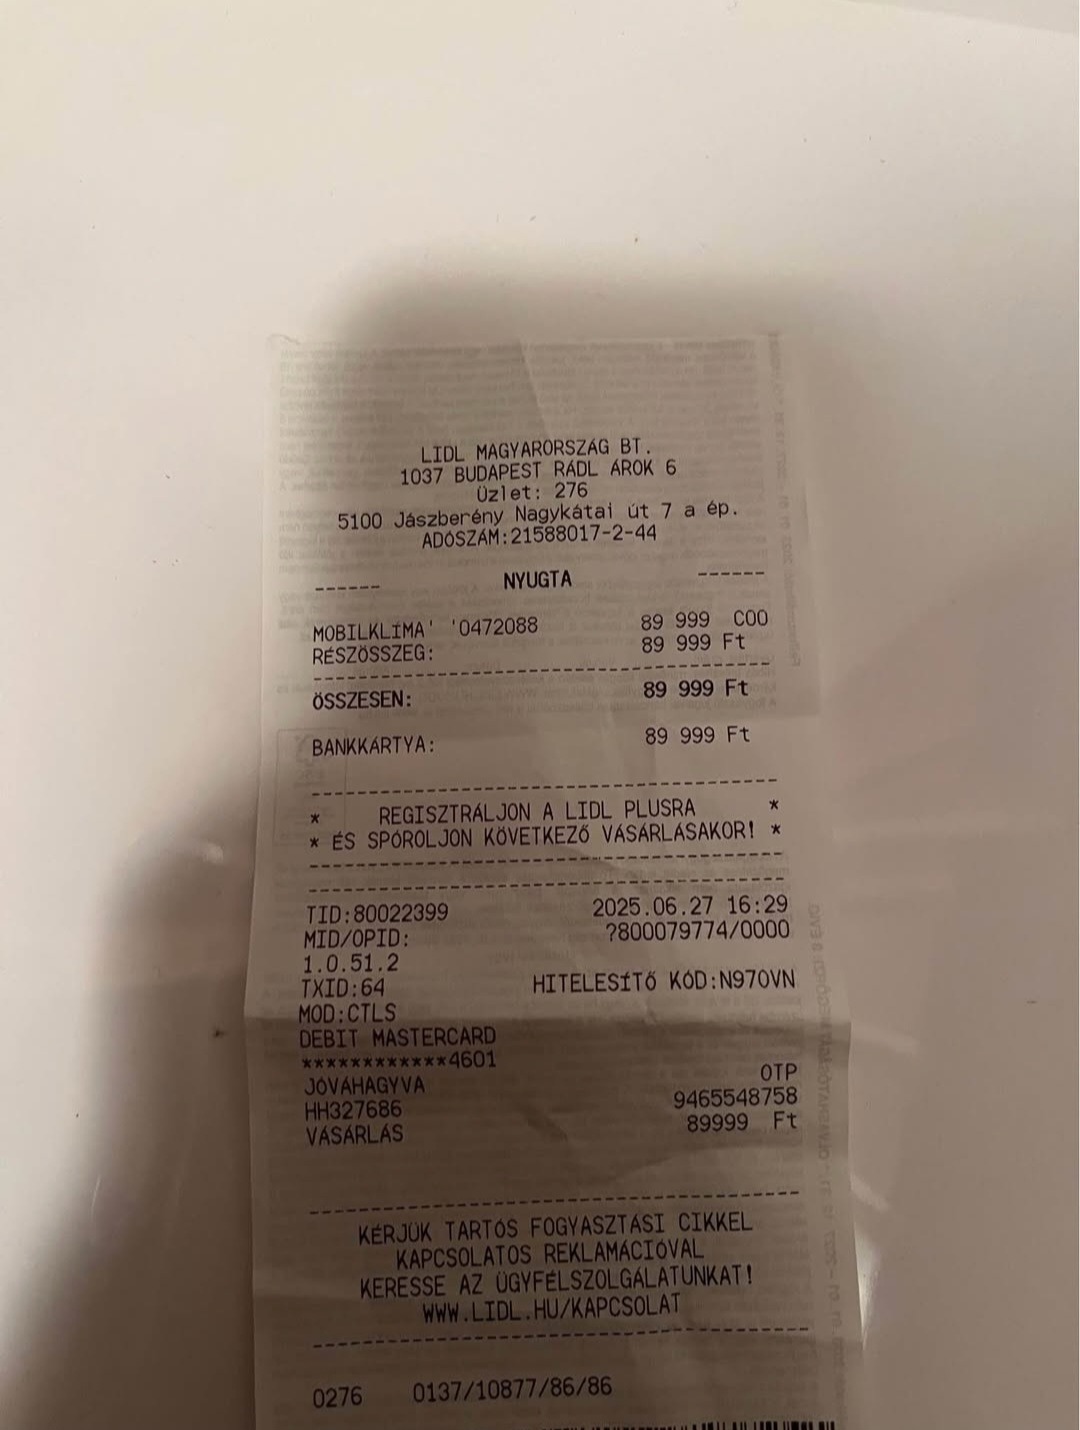 LIDL MAGYARORSZÁG BT.
1037 BUDAPEST RÁDL ÁROK 6
Üzlet: 276
5100 Jászberény Nagykátai út 7 a ép.
ADÓSZÁM:21588017-2-44
------ NYUGTA ------
MOBILKLÍMA' '0472088 89 999 C00
RÉSZÖSSZEG: 89 999 Ft
ÖSSZESEN: 89 999 Ft
BANKKÁRTYA: 89 999 Ft
* REGISZTRÁLJON A LIDL PLUSRA *
* ÉS SPÓROLJON KÖVETKEZŐ VÁSÁRLÁSAKOR! *
TID:80022399 2025.06.27 16:29
MID/OPID: ?800079774/0000
1.0.51.2
TXID:64 HITELESÍTŐ KÓD:N970VN
MOD:CTLS
DEBIT MASTERCARD
************4601
JÓVÁHAGYVA OTP
HH327686 9465548758
VÁSÁRLÁS 89999 Ft
KÉRJÜK TARTÓS FOGYASZTÁSI CIKKEL
KAPCSOLATOS REKLAMÁCIÓVAL
KERESSE AZ ÜGYFÉLSZOLGÁLATUNKAT!
WWW.LIDL.HU/KAPCSOLAT
0276 0137/10877/86/86